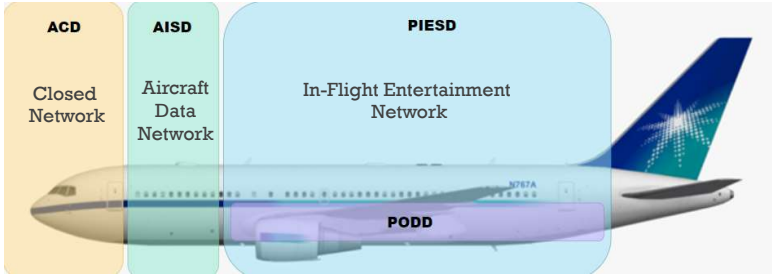 ACD
Closed
Network
AISD
Aircraft
Data
Network
PIESD
In-Flight Entertainment
Network
N767A
PODD